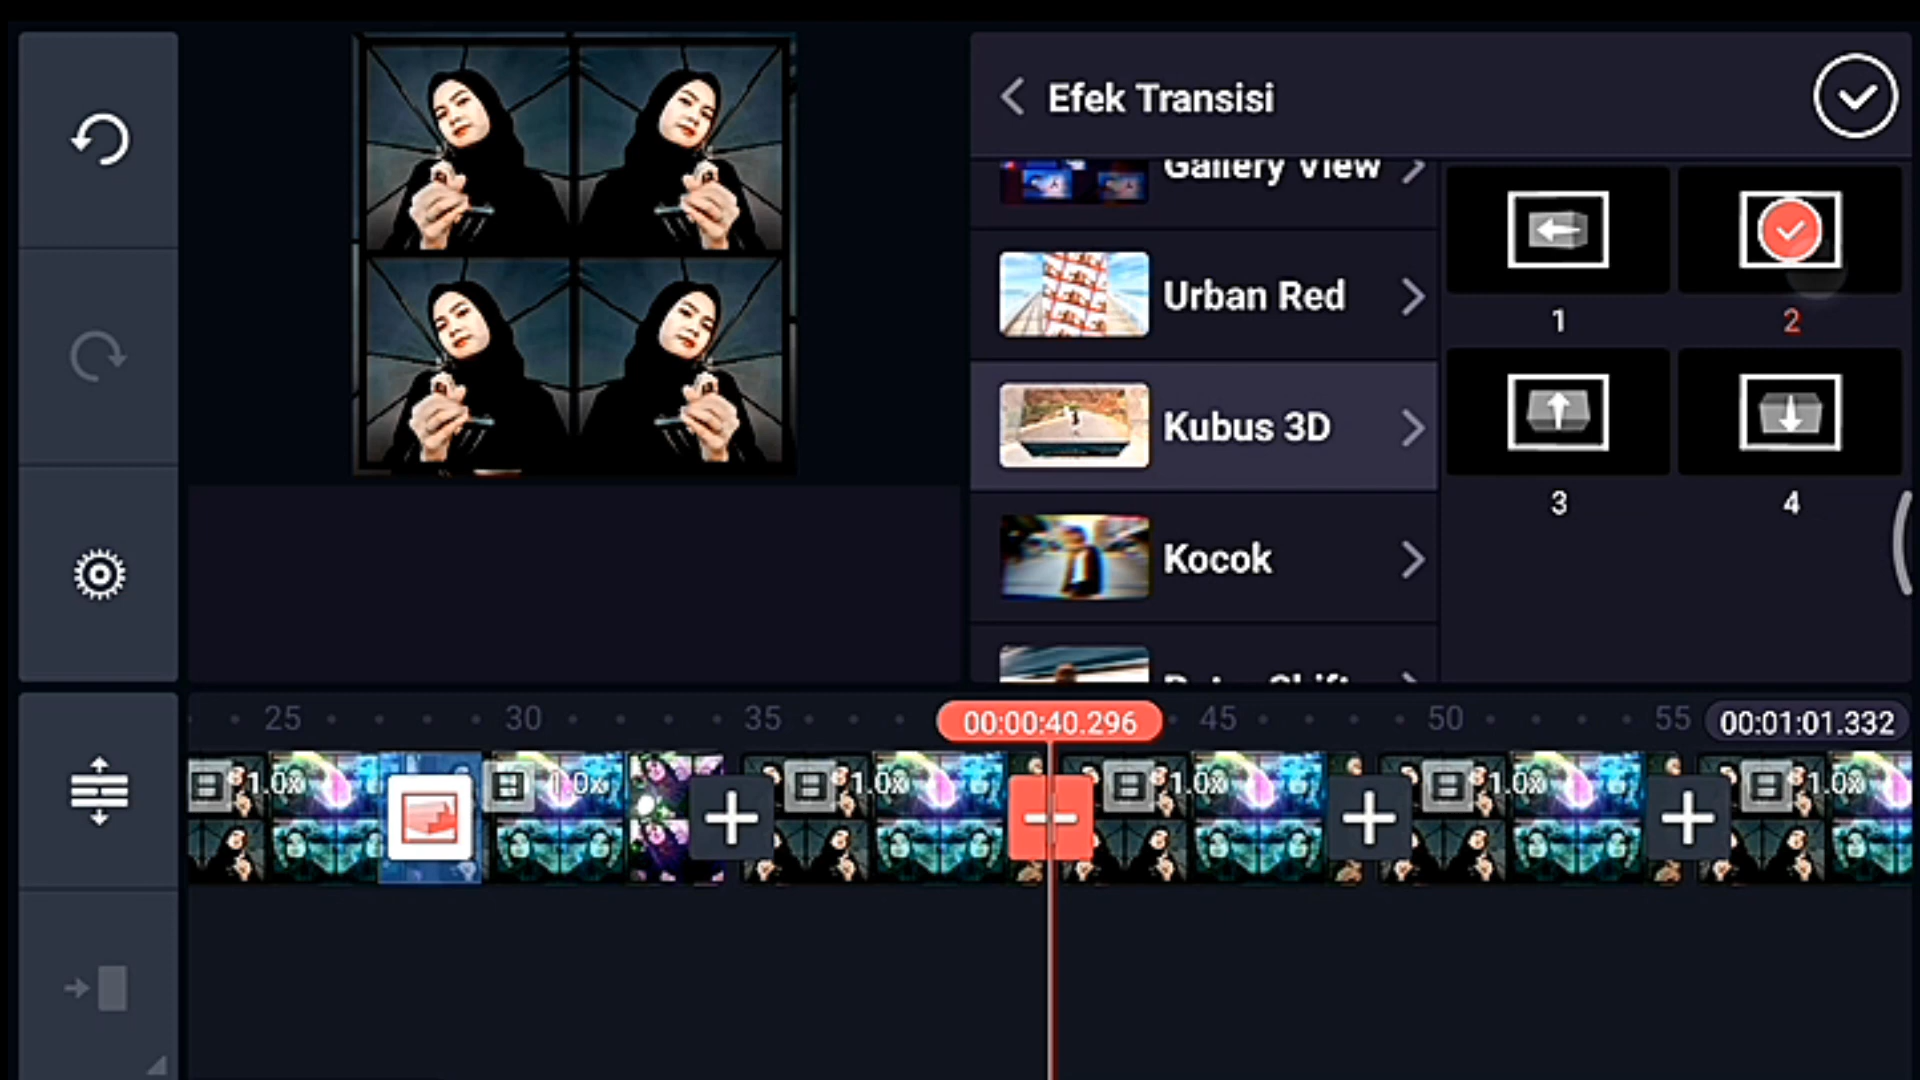 Efek Transisi
Gallery View
Urban Red
Kubus 3D
Kocok
1
2
3
4
25
30
35
00:00:40.296
45
50
55
00:01:01.332
1.0x
1.0x
1.0x
1.0x
1.0x
1.0x